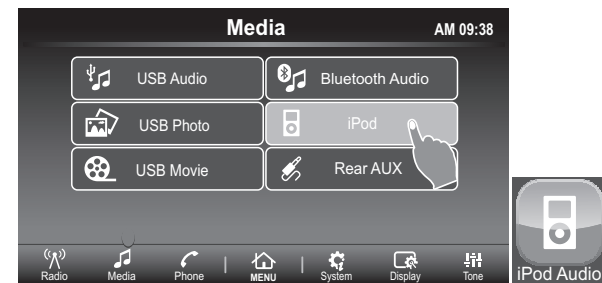 Media
AM 09:38
USB Audio
Bluetooth Audio
USB Photo
iPod
USB Movie
Rear AUX
Radio
Media
Phone
MENU
System
Display
Tone
iPod Audio